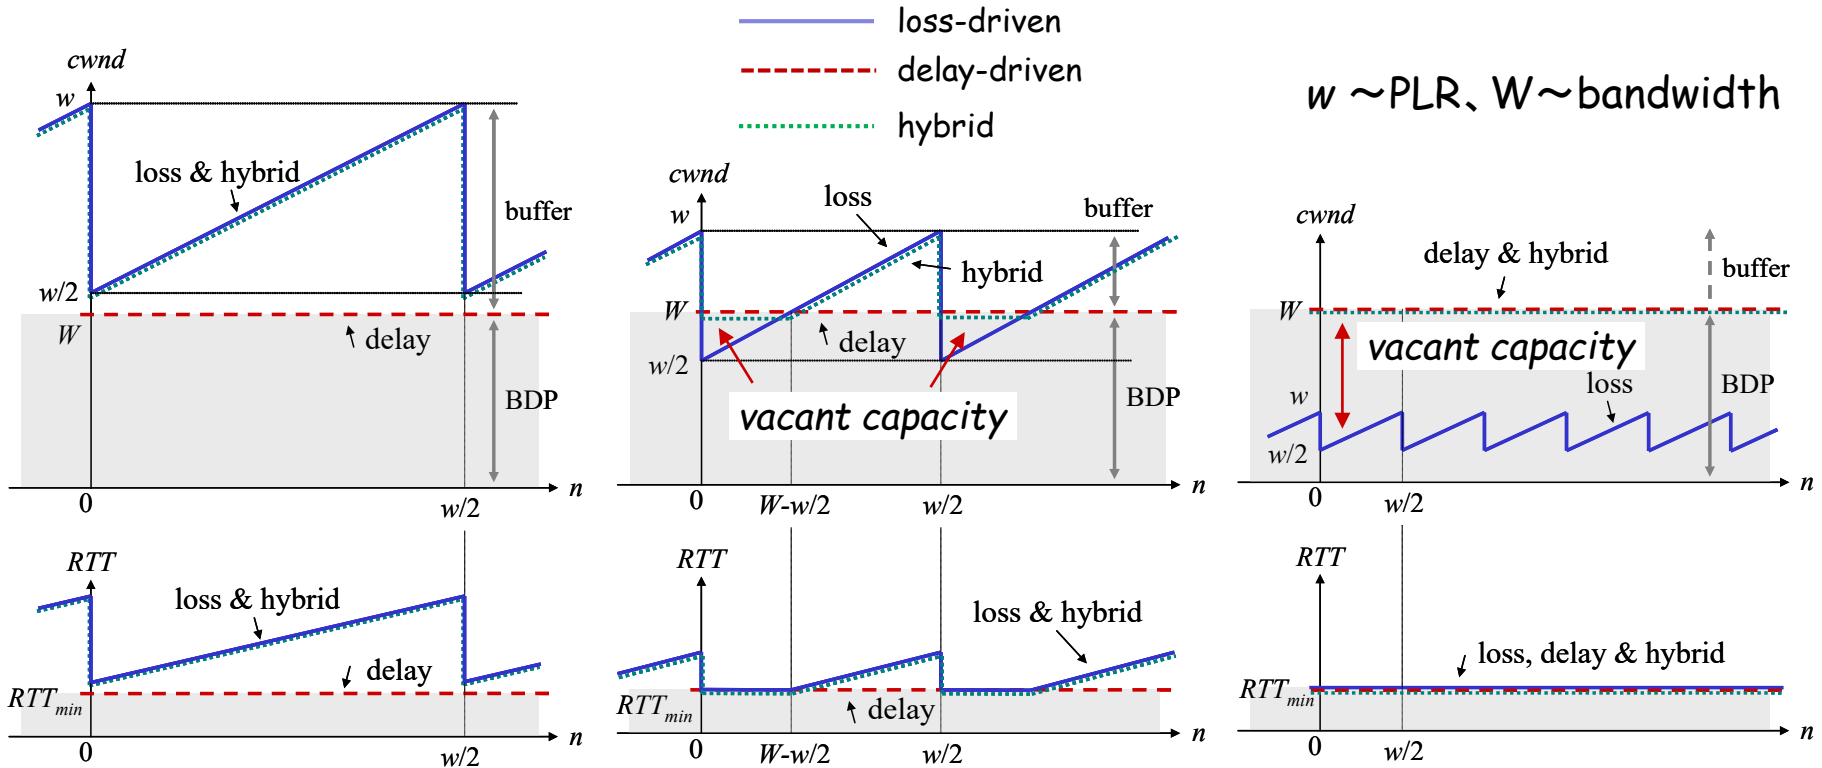 loss-driven
delay-driven
hybrid
w ～PLR、W～bandwidth
cwnd
w
loss & hybrid
buffer
w/2
W
delay
BDP
0
w/2
n
RTT
loss & hybrid
delay
RTTmin
0
w/2
n
cwnd
w
loss
buffer
hybrid
W
delay
w/2
vacant capacity
BDP
0
W-w/2
w/2
n
RTT
loss & hybrid
RTTmin
delay
0
W-w/2
w/2
n
cwnd
delay & hybrid
buffer
W
vacant capacity
loss
BDP
w
w/2
0
w/2
n
RTT
loss, delay & hybrid
RTTmin
0
w/2
n